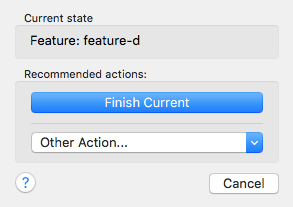 Current state
Feature: feature-d
Recommended actions:
Finish Current
Other Action...
?
Cancel